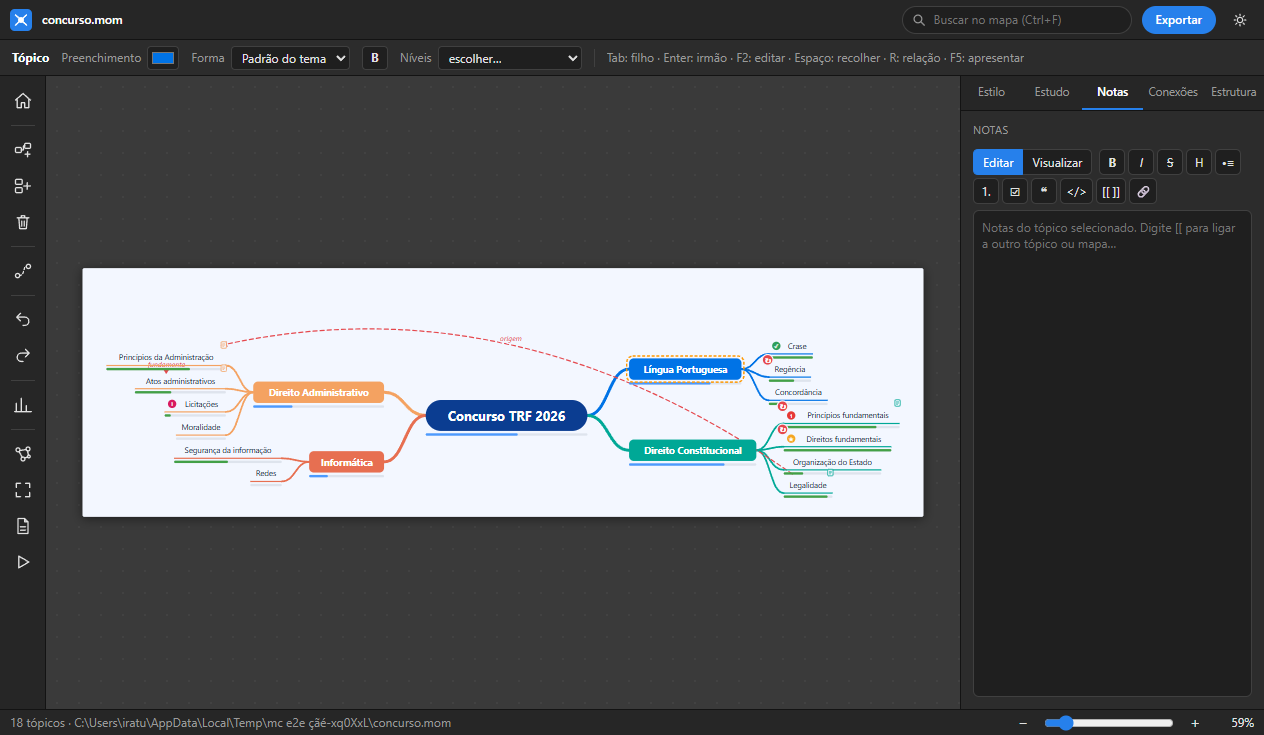 concurso.mom
Buscar no mapa (Ctrl+F)
Exportar
Tópico
Preenchimento
Forma
Padrão do tema
B
Níveis
escolher...
Tab: filho · Enter: irmão · F2: editar · Espaço: recolher · R: relação · F5: apresentar
Estilo
Estudo
Notas
Conexões
Estrutura
NOTAS
Editar
Visualizar
B
I
S
H
•≡
1.
❝
</>
[[ ]]
Notas do tópico selecionado. Digite [[ para ligar
a outro tópico ou mapa...
origem
Princípios da Administração
fundamento
Atos administrativos
Licitações
Moralidade
Direito Administrativo
Segurança da informação
Redes
Informática
Concurso TRF 2026
Língua Portuguesa
Crase
Regência
Concordância
Direito Constitucional
Princípios fundamentais
Direitos fundamentais
Organização do Estado
Legalidade
18 tópicos · C:\Users\iratu\AppData\Local\Temp\mc e2e çãé-xq0XxL\concurso.mom
−
+
59%